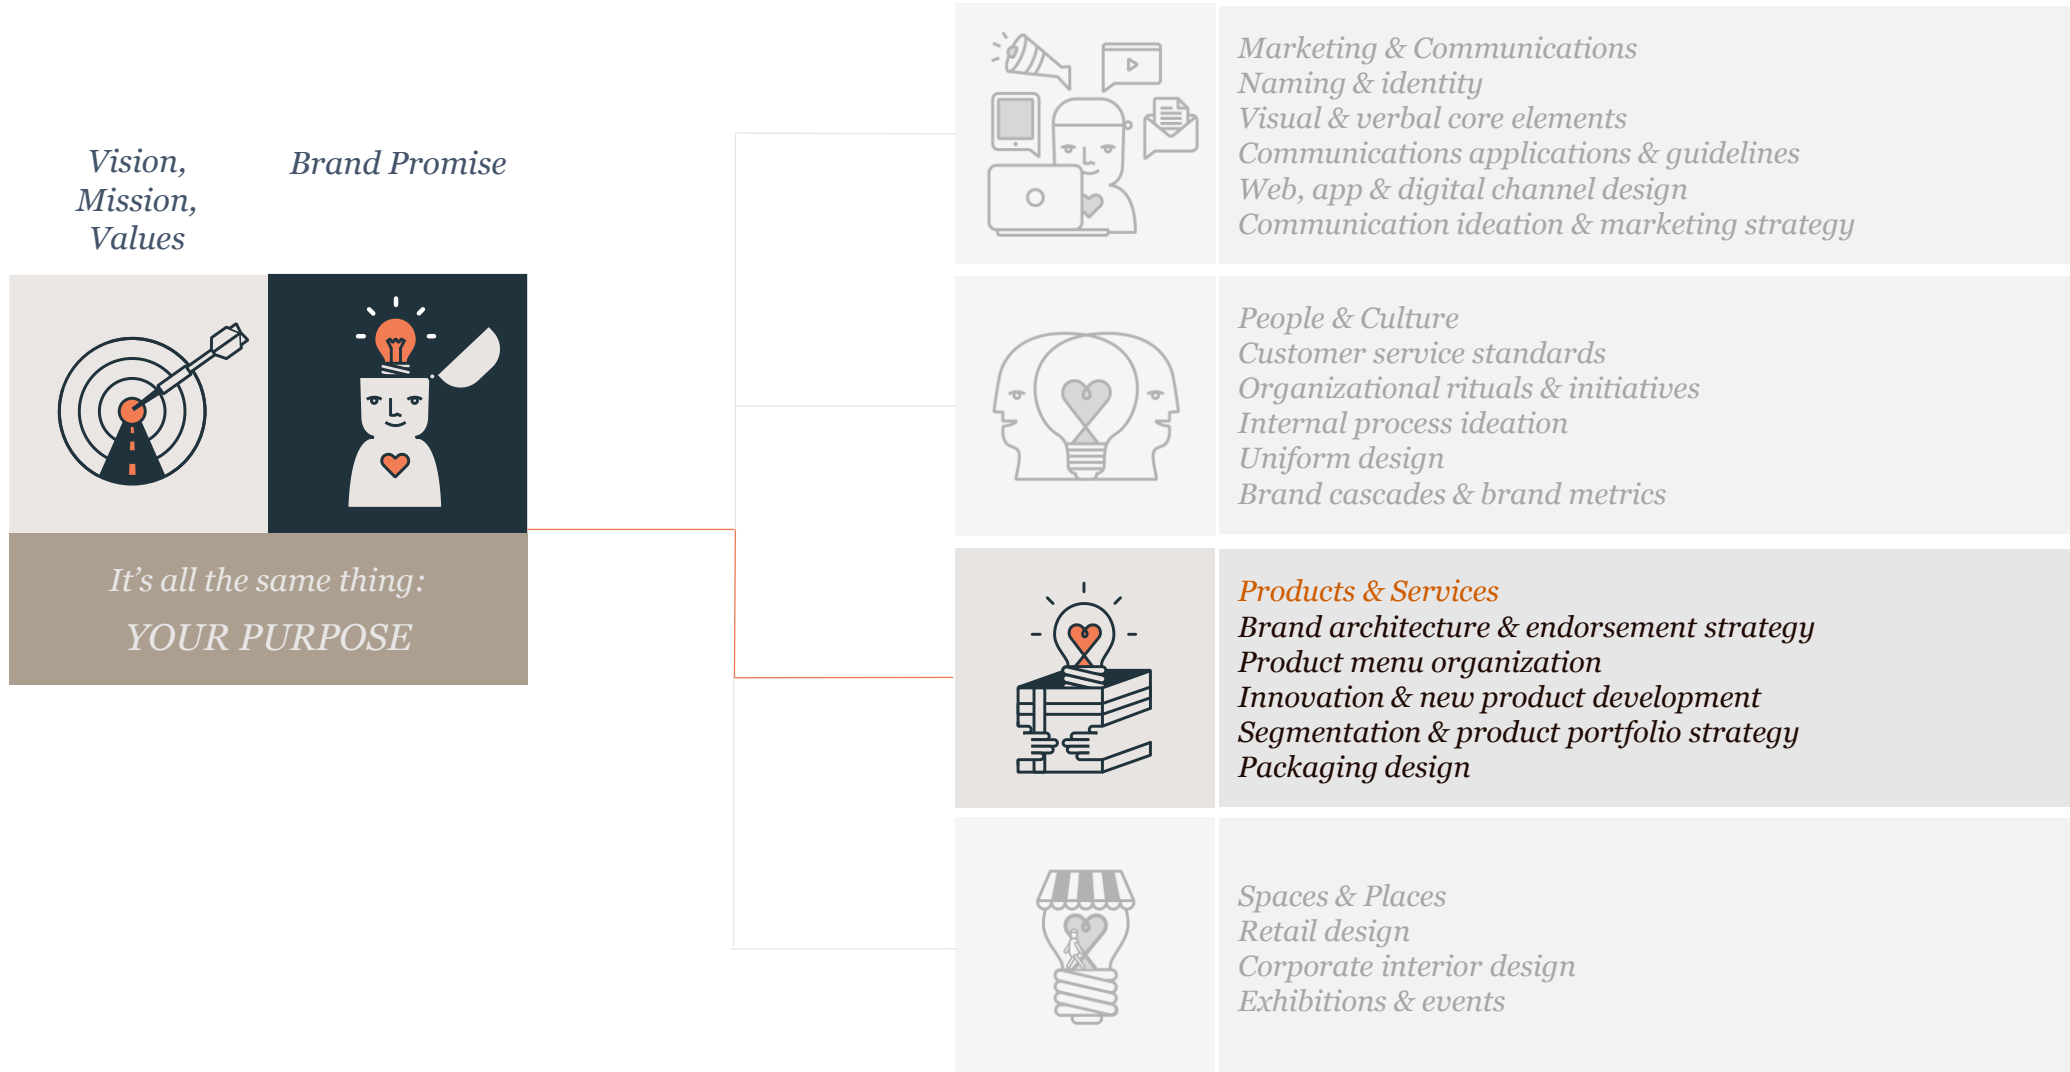 Vision,
Mission,
Values
Brand Promise
It’s all the same thing:
YOUR PURPOSE
Marketing & Communications
Naming & identity
Visual & verbal core elements
Communications applications & guidelines
Web, app & digital channel design
Communication ideation & marketing strategy
People & Culture
Customer service standards
Organizational rituals & initiatives
Internal process ideation
Uniform design
Brand cascades & brand metrics
Products & Services
Brand architecture & endorsement strategy
Product menu organization
Innovation & new product development
Segmentation & product portfolio strategy
Packaging design
Spaces & Places
Retail design
Corporate interior design
Exhibitions & events